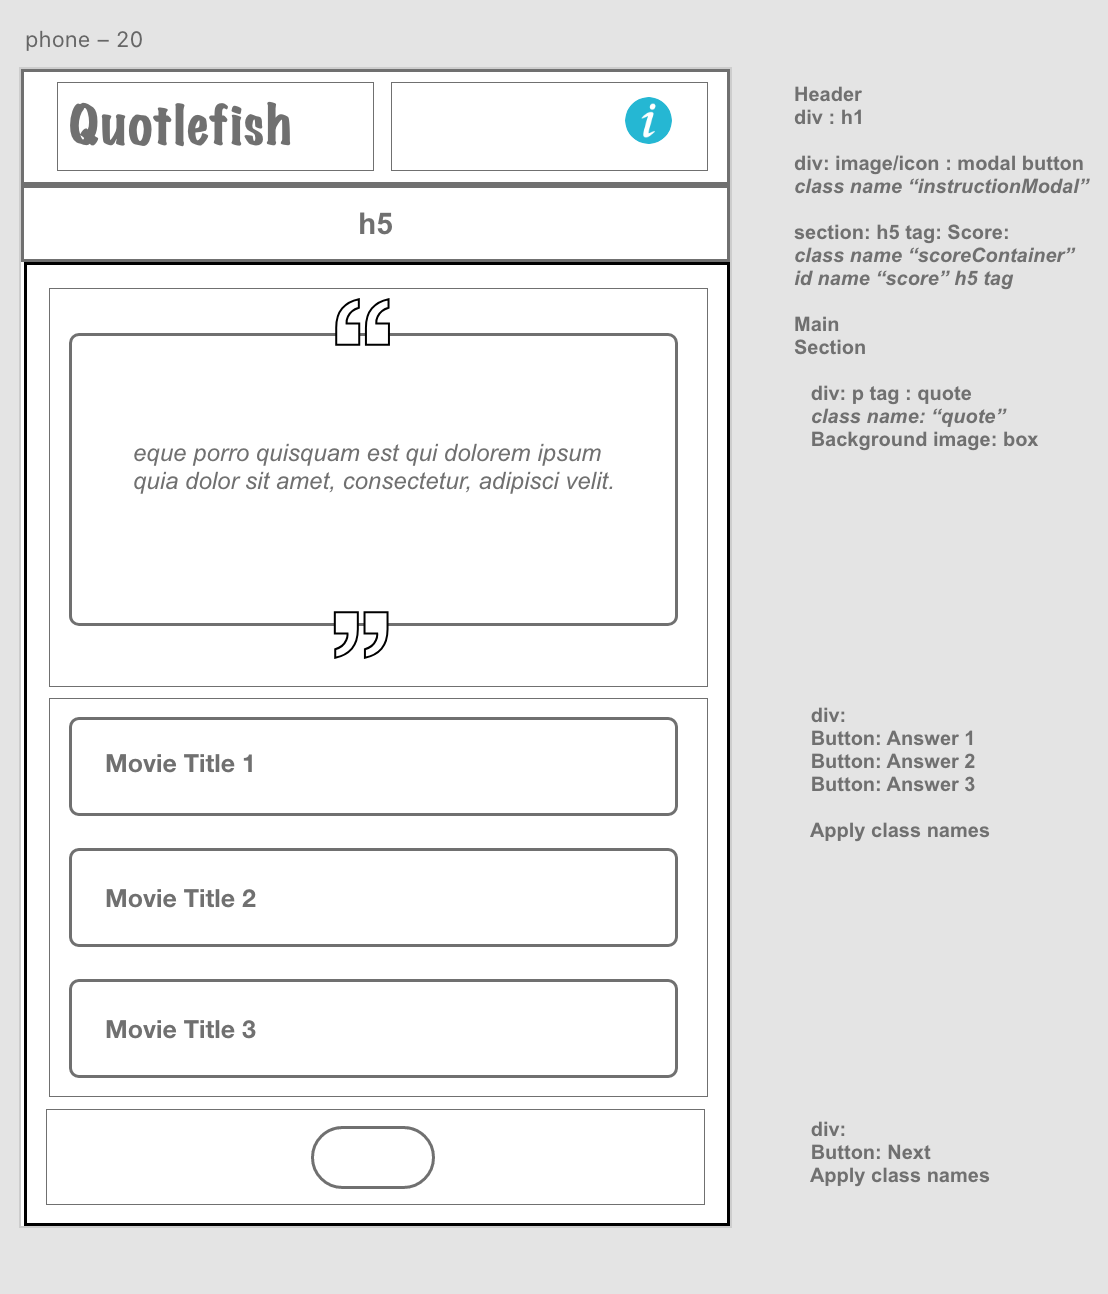 phone – 20
Quotlefish
i
h5
“
eque porro quisquam est qui dolorem ipsum
quia dolor sit amet, consectetur, adipisci velit.
”
Movie Title 1
Movie Title 2
Movie Title 3
Header
div : h1
div: image/icon : modal button
class name “instructionModal”
section: h5 tag: Score:
class name “scoreContainer”
id name “score” h5 tag
Main
Section
div: p tag : quote
class name: “quote”
Background image: box
div:
Button: Answer 1
Button: Answer 2
Button: Answer 3
Apply class names
div:
Button: Next
Apply class names